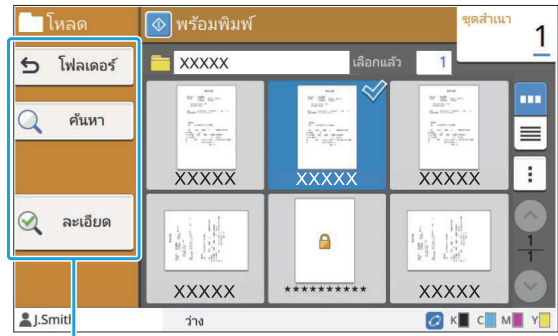 โหลด
พร้อมพิมพ์
ชุดสำเนา
1
โฟลเดอร์
XXXXX
เลือกแล้ว
1
ค้นหา
XXXXX
XXXXX
XXXXX
ละเอียด
1
1
XXXXX
**********
XXXXX
J.Smith
ว่าง
K
C
M
Y